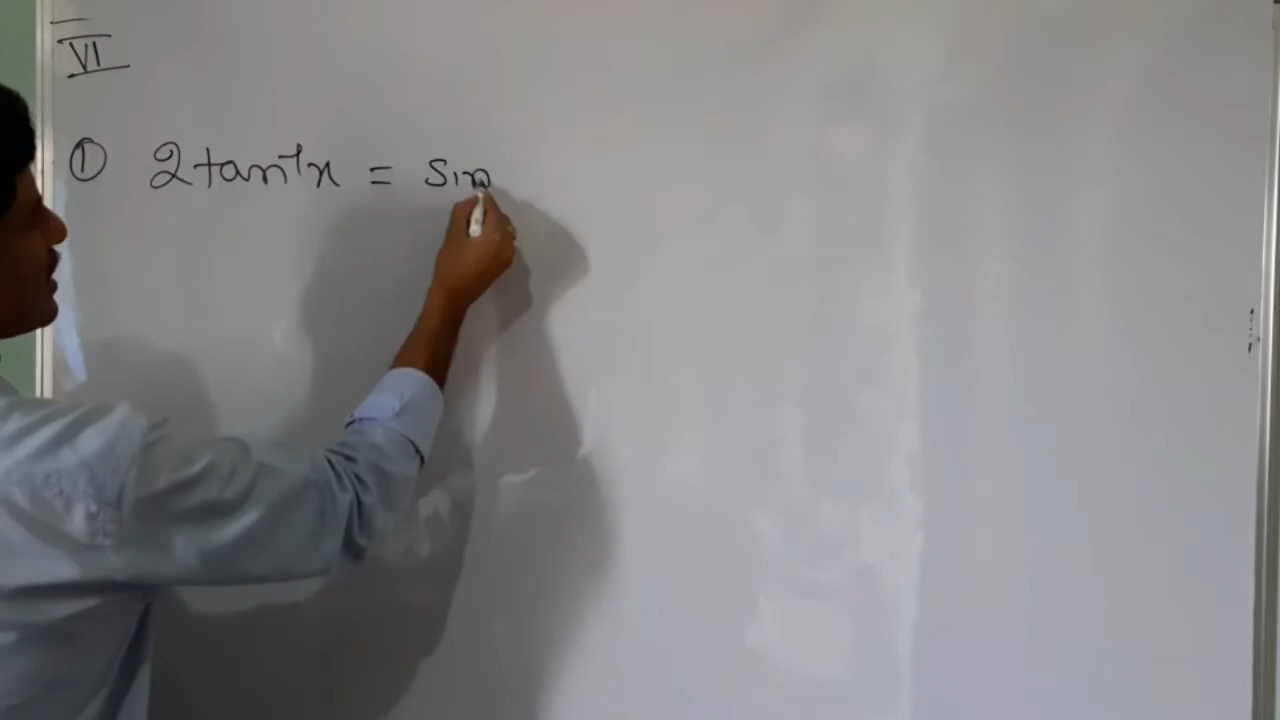 VI
① 2tan⁻¹x = sin